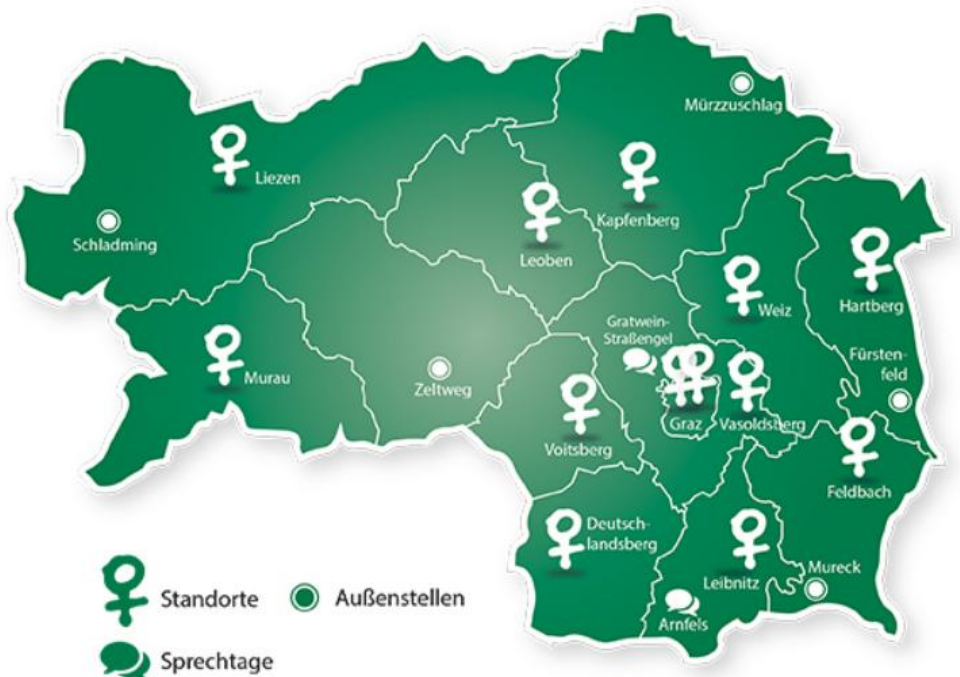 Mürzzuschlag
Liezen
Kapfenberg
Schladming
Leoben
Hartberg
Weiz
Gratwein-
Straßengel
Fürsten-
feld
Murau
Zeltweg
Graz
Vasoldsberg
Voitsberg
Feldbach
Deutsch-
landsberg
Mureck
Leibnitz
Arnfels
Standorte
Außenstellen
Sprechtage